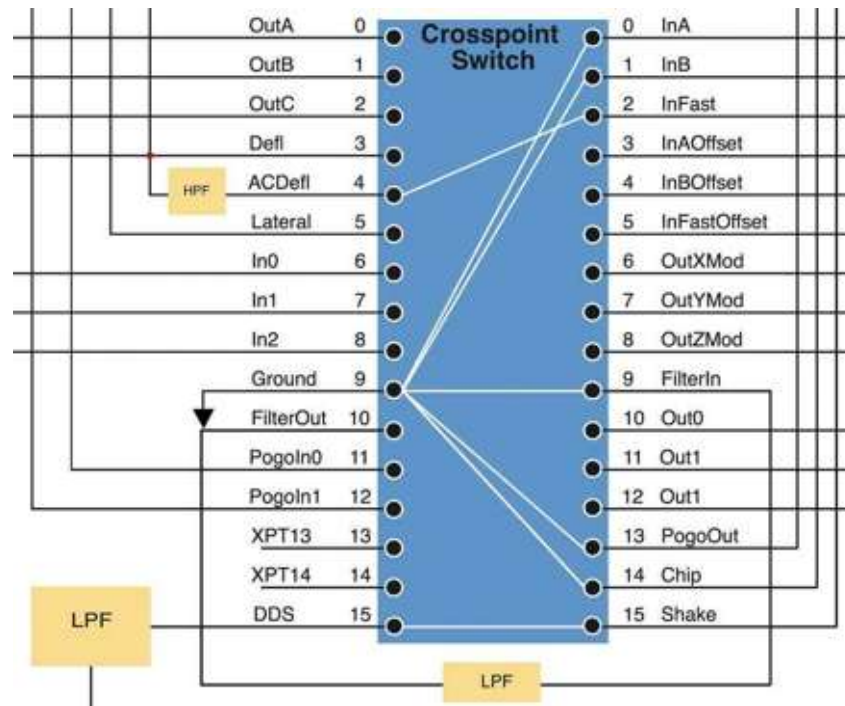 OutA 0 Crosspoint 0 InA
Switch
OutB 1 1 InB
OutC 2 2 InFast
Defl 3 3 InAOffset
HPF ACDefl 4 4 InBOffset
Lateral 5 5 InFastOffset
In0 6 6 OutXMod
In1 7 7 OutYMod
In2 8 8 OutZMod
Ground 9 9 FilterIn
FilterOut 10 10 Out0
PogoIn0 11 11 Out1
PogoIn1 12 12 Out1
XPT13 13 13 PogoOut
XPT14 14 14 Chip
LPF DDS 15 15 Shake
LPF